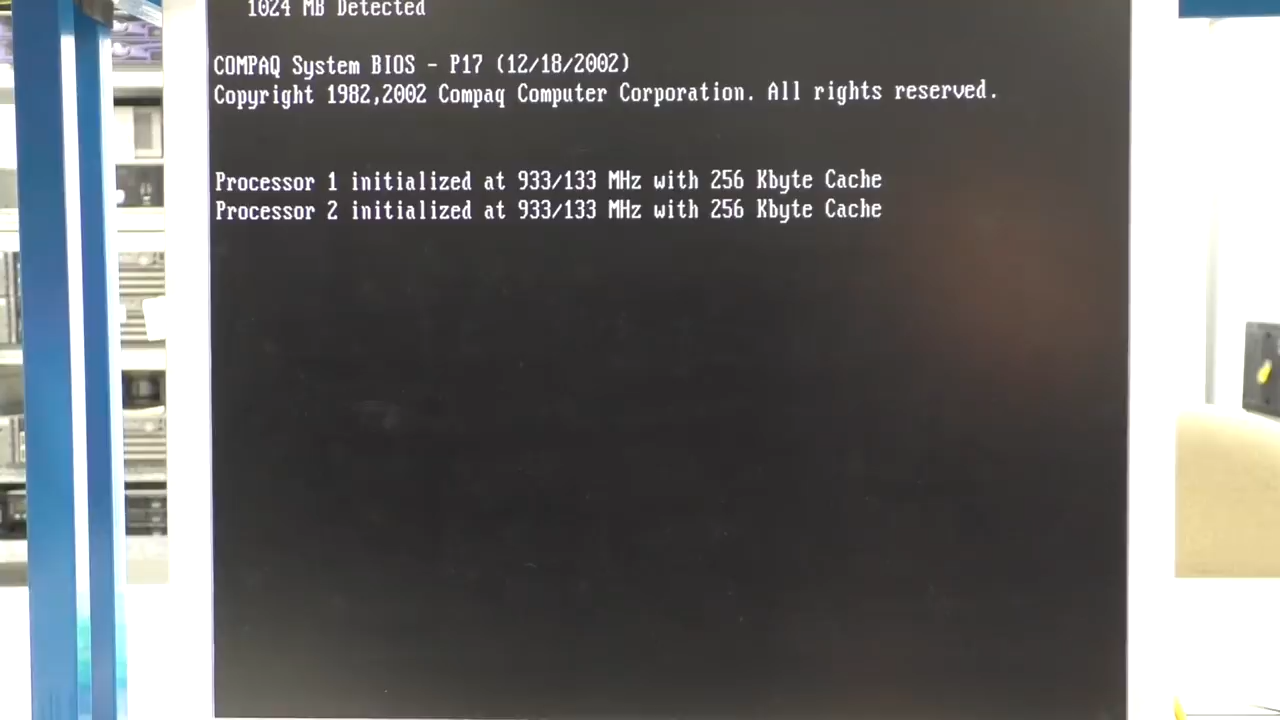 1024 MB Detected
COMPAQ System BIOS - P17 (12/18/2002)
Copyright 1982,2002 Compaq Computer Corporation. All rights reserved.
Processor 1 initialized at 933/133 MHz with 256 Kbyte Cache
Processor 2 initialized at 933/133 MHz with 256 Kbyte Cache